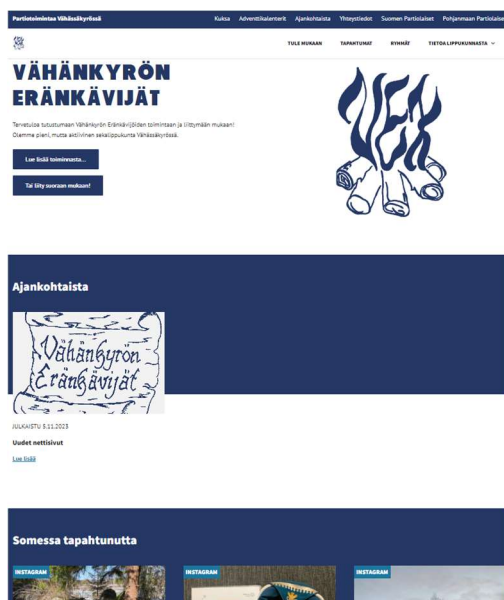 Partiotoimintaa Vähässäkyrössä
Kuksa Adventtikalenterit Ajankohtaista Yhteystiedot Suomen Partiolaiset Pohjanmaan Partiolaiset
TULE MUKAAN TAPAHTUMAT RYHMÄT TIETOA LIPPUKUNNASTA
VÄHÄNKYRÖN
ERÄNKÄVIJÄT
Tervetuloa tutustumaan Vähänkyrön Eränkävijöiden toimintaan ja liittymään mukaan!
Olemme pieni, mutta aktiivinen sekalippukunta Vähässäkyrössä.
Lue lisää toiminnasta...
Tai liity suoraan mukaan!
VEK
Ajankohtaista
Vähänkyrön
Eränkävijät
JULKAISTU 5.11.2023
Uudet nettisivut
Lue lisää
Somessa tapahtunutta
INSTAGRAM INSTAGRAM INSTAGRAM